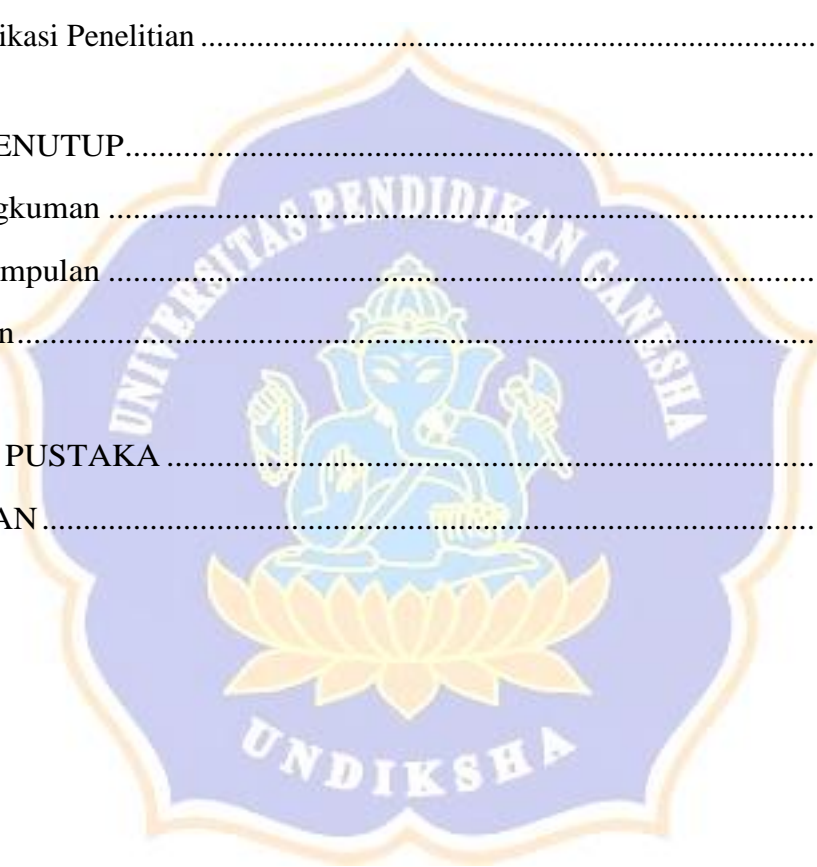 ikasi Penelitian ........................................................................
ENUTUP........................................................................
gkuman ........................................................................
mpulan ........................................................................
n........................................................................
PUSTAKA ........................................................................
AN........................................................................
UNIVERSITAS PENDIDIKAN GANESHA
UNDIKSHA